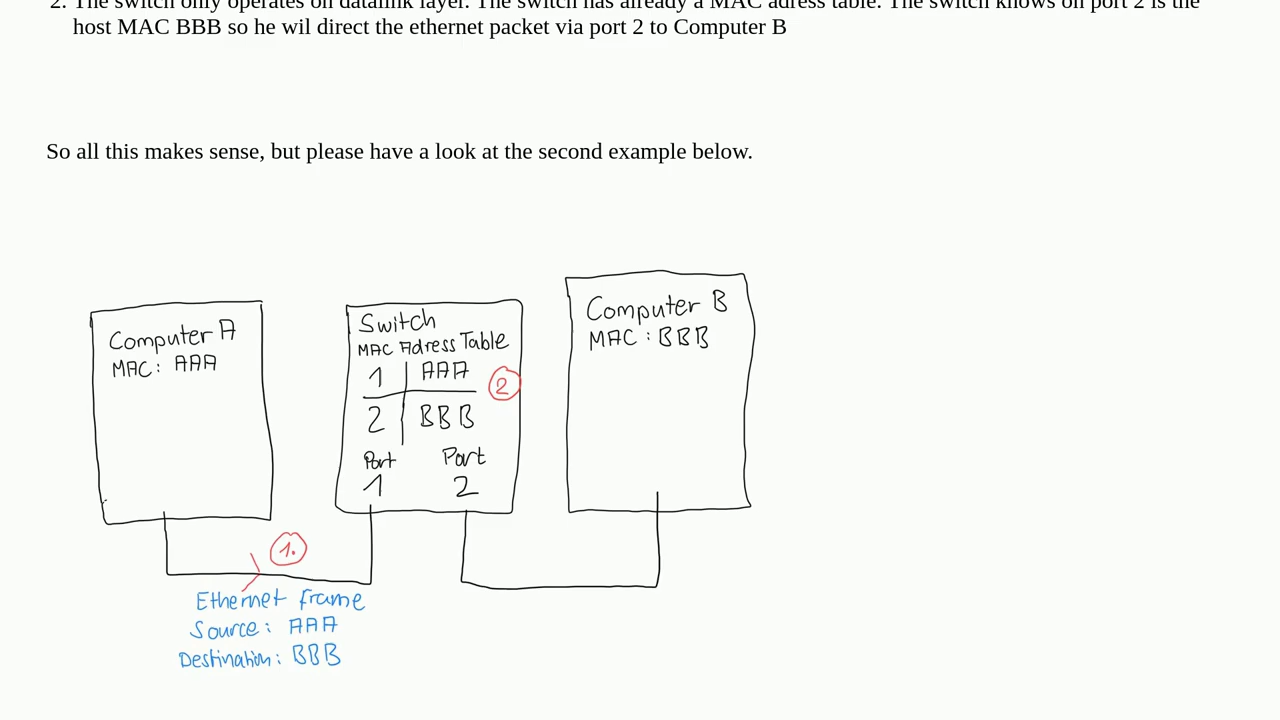 2. The switch only operates on datalink layer. The switch has already a MAC adress table. The switch knows on port 2 is the
host MAC BBB so he wil direct the ethernet packet via port 2 to Computer B
So all this makes sense, but please have a look at the second example below.
Computer A
MAC: AAA
Switch
MAC Adress Table
1 AAA
2 BBB
2
Port Port
1 2
Computer B
MAC: BBB
1.
Ethernet frame
Source: AAA
Destination: BBB